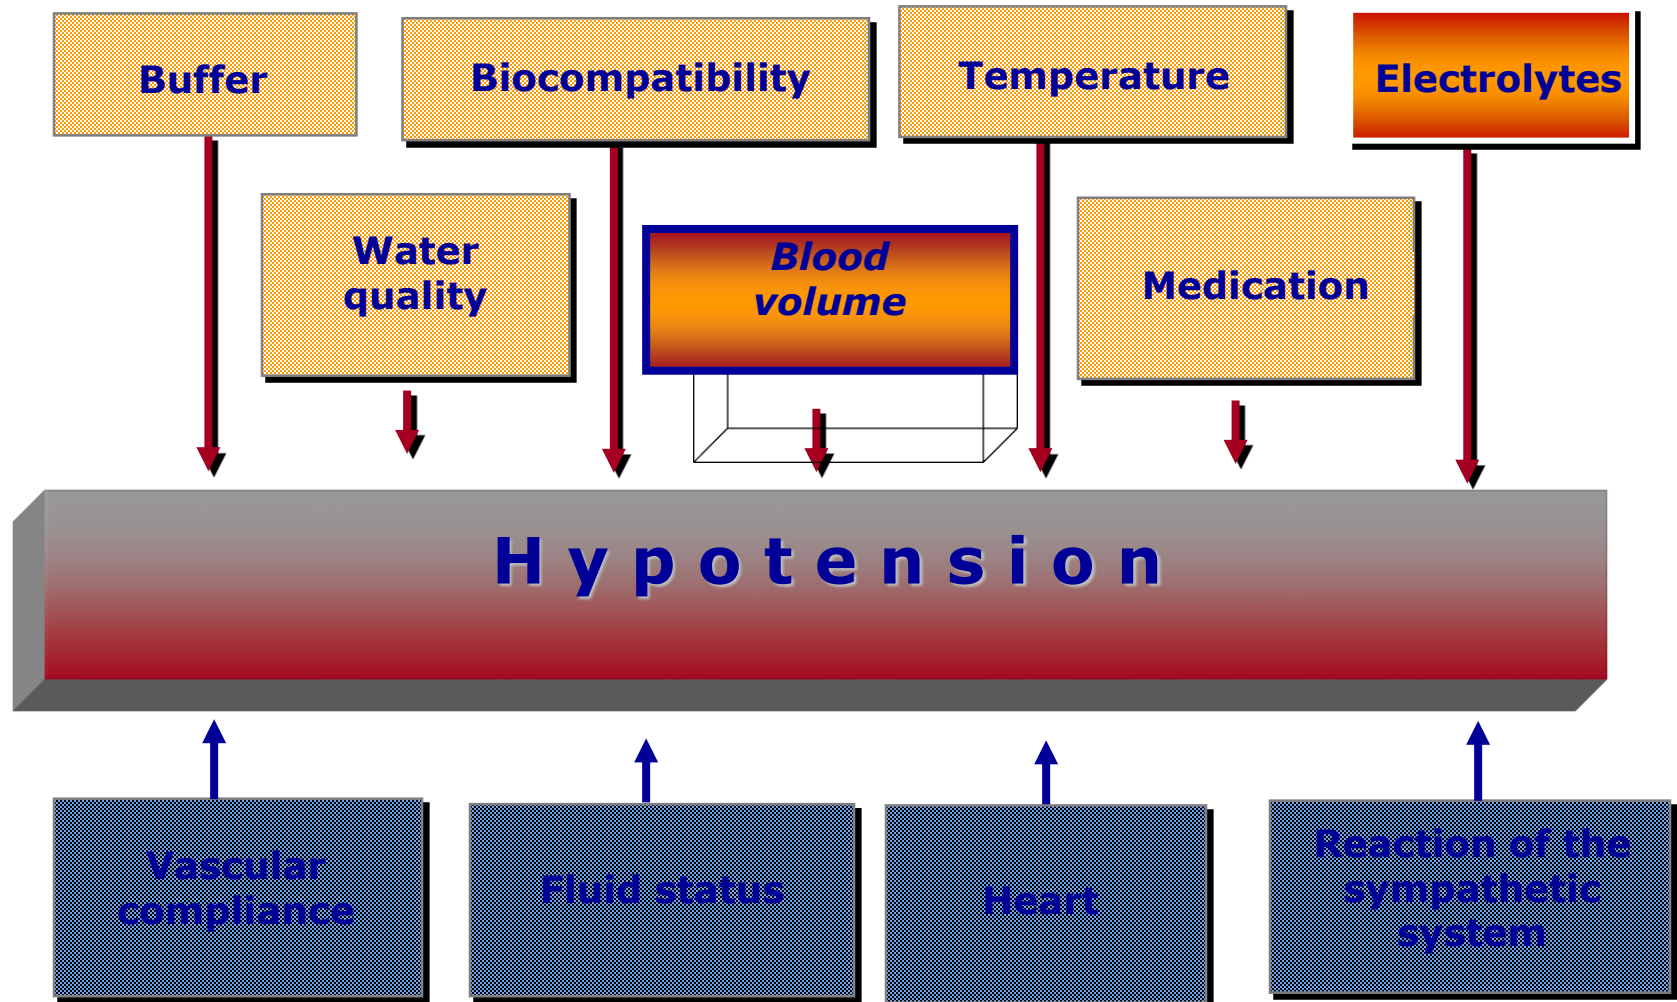 Buffer
Biocompatibility
Temperature
Electrolytes
Water
quality
Blood
volume
Medication
Hypotension
Vascular
compliance
Fluid status
Heart
Reaction of the
sympathetic
system